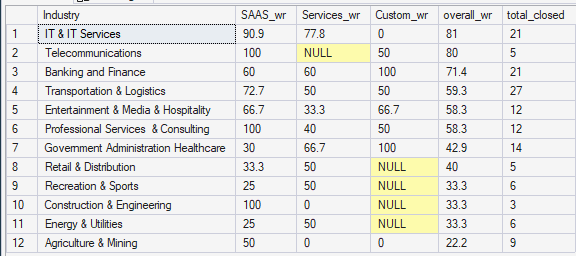 Industry SAAS_wr Services_wr Custom_wr overall_wr total_closed
1 IT & IT Services 90.9 77.8 0 81 21
2 Telecommunications 100 NULL 50 80 5
3 Banking and Finance 60 60 100 71.4 21
4 Transportation & Logistics 72.7 50 50 59.3 27
5 Entertainment & Media & Hospitality 66.7 33.3 66.7 58.3 12
6 Professional Services  & Consulting 100 40 50 58.3 12
7 Government Administration Healthcare 30 66.7 100 42.9 14
8 Retail & Distribution 33.3 50 NULL 40 5
9 Recreation & Sports 25 50 NULL 33.3 6
10 Construction & Engineering 100 0 NULL 33.3 3
11 Energy & Utilities 25 50 NULL 33.3 6
12 Agriculture & Mining 50 0 0 22.2 9